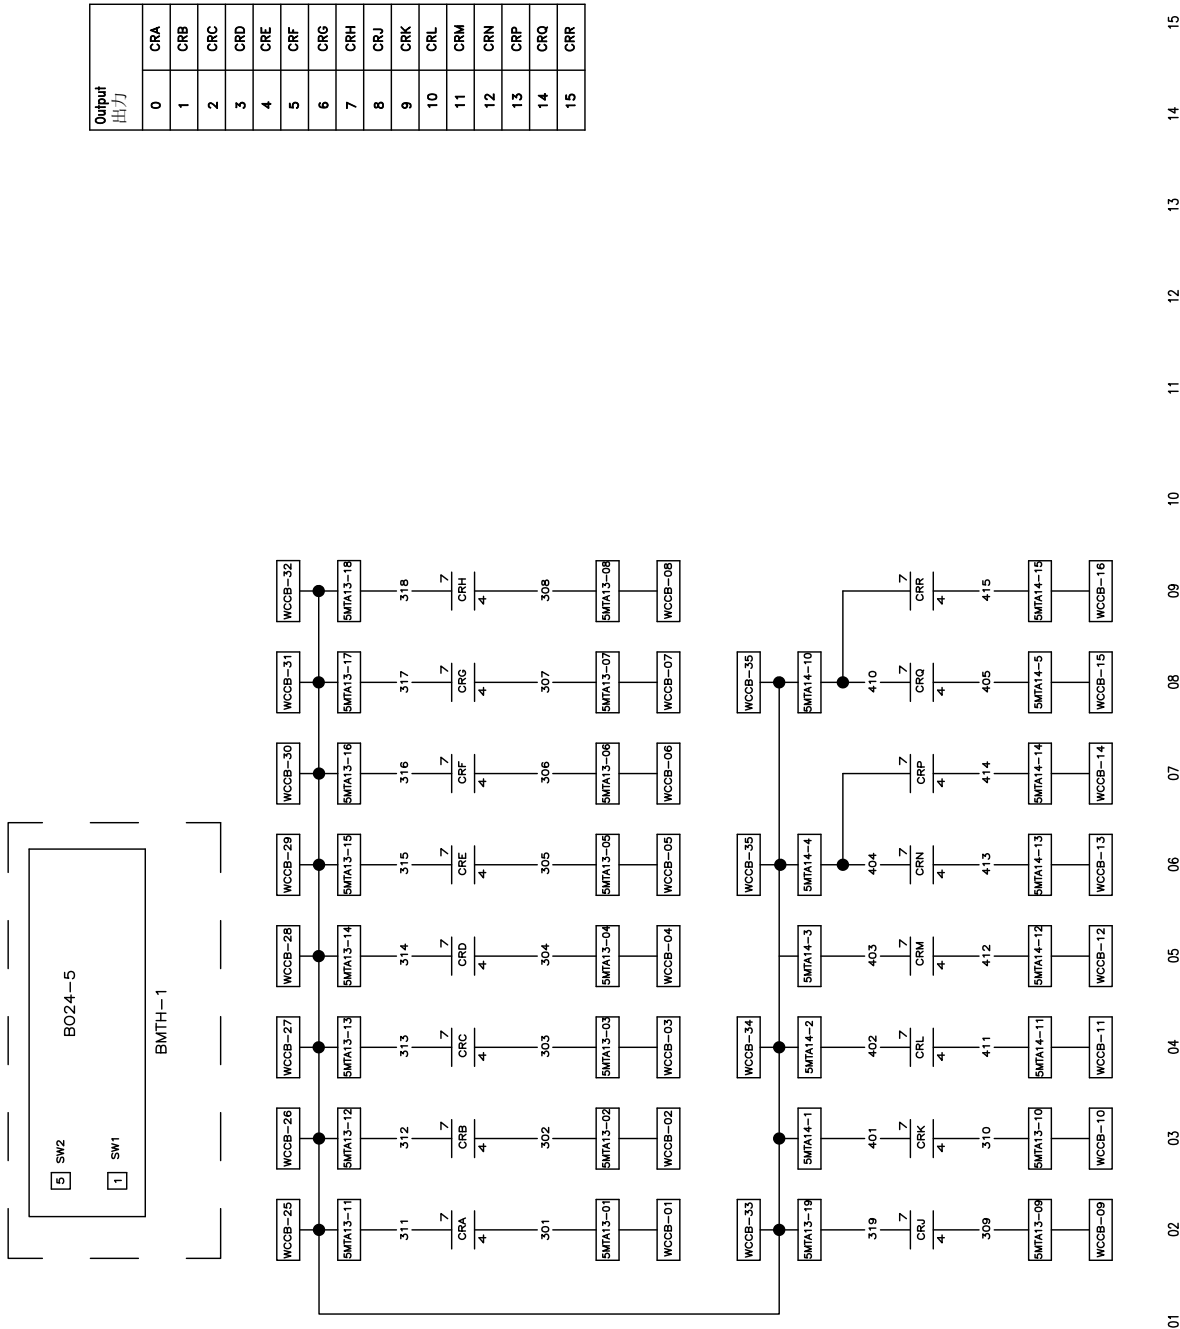 Output
出力
0 CRA
1 CRB
2 CRC
3 CRD
4 CRE
5 CRF
6 CRG
7 CRH
8 CRJ
9 CRK
10 CRL
11 CRM
12 CRN
13 CRP
14 CRQ
15 CRR
BO24-5
5 SW2
1 SW1
BMTH-1
WCCB-25
5MTA13-11
311
7
CRA
4
301
5MTA13-01
WCCB-01
WCCB-26
5MTA13-12
312
7
CRB
4
302
5MTA13-02
WCCB-02
WCCB-27
5MTA13-13
313
7
CRC
4
303
5MTA13-03
WCCB-03
WCCB-28
5MTA13-14
314
7
CRD
4
304
5MTA13-04
WCCB-04
WCCB-29
5MTA13-15
315
7
CRE
4
305
5MTA13-05
WCCB-05
WCCB-30
5MTA13-16
316
7
CRF
4
306
5MTA13-06
WCCB-06
WCCB-31
5MTA13-17
317
7
CRG
4
307
5MTA13-07
WCCB-07
WCCB-32
5MTA13-18
318
7
CRH
4
308
5MTA13-08
WCCB-08
WCCB-33
5MTA13-19
319
7
CRJ
4
309
5MTA13-09
WCCB-09
5MTA14-1
401
7
CRK
4
310
5MTA13-10
WCCB-10
WCCB-34
5MTA14-2
402
7
CRL
4
411
5MTA14-11
WCCB-11
5MTA14-3
403
7
CRM
4
412
5MTA14-12
WCCB-12
WCCB-35
5MTA14-4
404
7
CRN
4
413
5MTA14-13
WCCB-13
7
CRP
4
414
5MTA14-14
WCCB-14
WCCB-35
5MTA14-10
410
7
CRQ
4
405
5MTA14-5
WCCB-15
7
CRR
4
415
5MTA14-15
WCCB-16
01
02
03
04
05
06
07
08
09
10
11
12
13
14
15